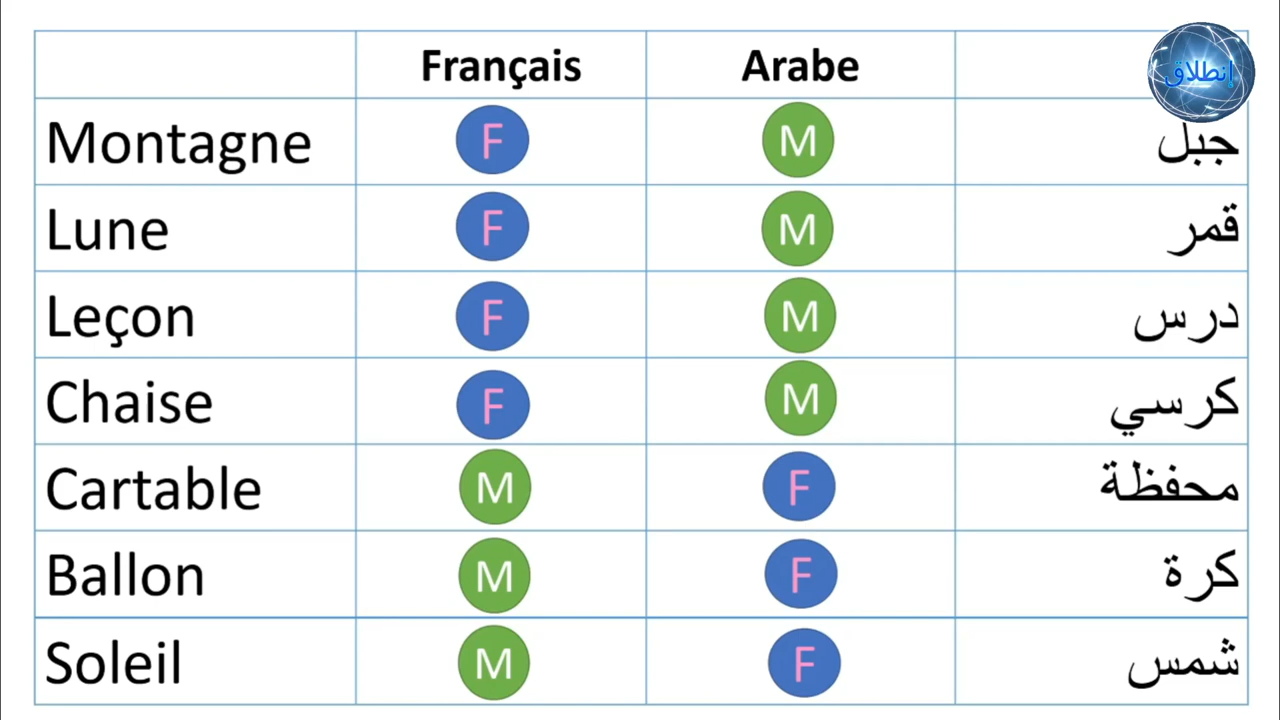 Français Arabe إنطلاق
Montagne F M جبل
Lune F M قمر
Leçon F M درس
Chaise F M كرسي
Cartable M F محفظة
Ballon M F كرة
Soleil M F شمس